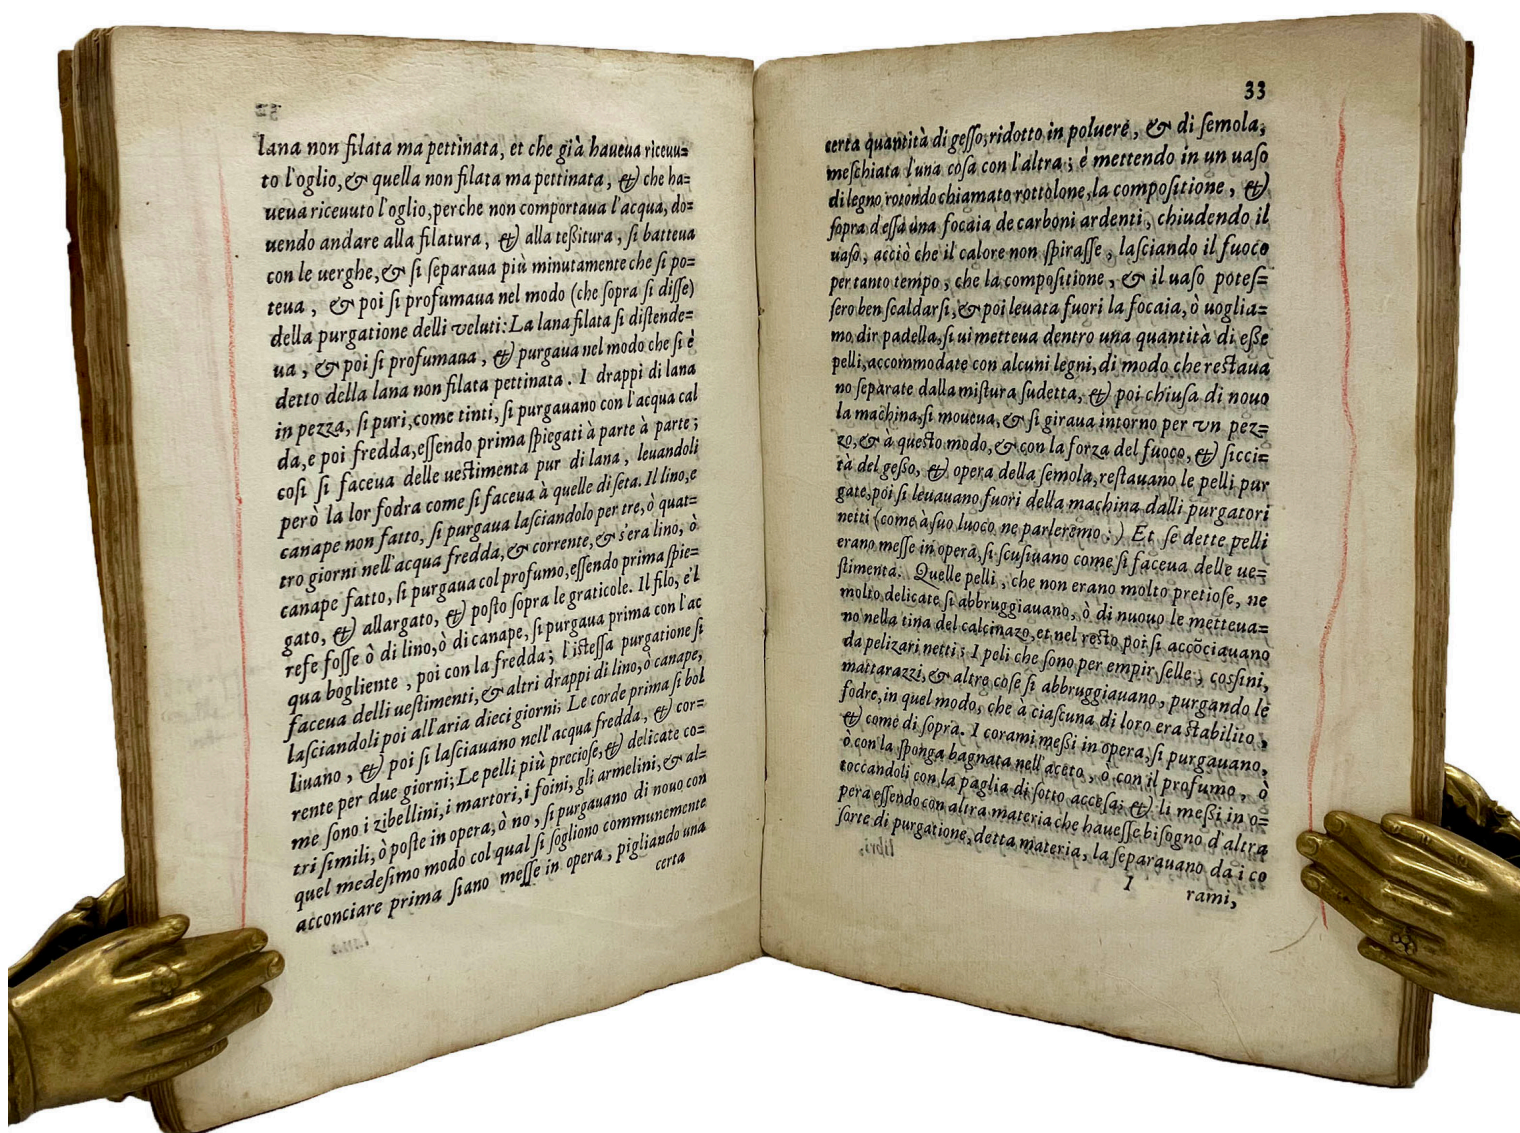 lana non filata ma pettinata, et che già haueua riceuu=
to l'oglio, & quella non filata ma pettinata, & che ha=
ueua riceuuto l'oglio, perche non comportaua l'acqua, do=
uendo andare alla filatura, & alla teßitura, ſi batteua
con le uerghe, & ſi ſeparaua più minutamente che ſi po=
teua, & poi ſi profumaua nel modo (che ſopra ſi diſſe)
della purgatione delli veluti: La lana filata ſi diſtende=
ua, & poi ſi profumaua, & purgaua nel modo che ſi è
detto della lana non filata pettinata. I drappi di lana
in pezza, ſi puri, come tinti, ſi purgauano con l'acqua cal
da, e poi fredda, eſſendo prima ſpiegati à parte à parte;
coſi ſi faceua delle ueſtimenta pur di lana, leuandoli
però la lor fodra come ſi faceua à quelle di ſeta. Il lino, e
canape non fatto, ſi purgaua laſciandolo per tre, ò quat=
tro giorni nell'acqua fredda, & corrente, & s'era lino, ò
canape fatto, ſi purgaua col profumo, eſſendo prima ſpie=
gato, & allargato, & poſto ſopra le graticole. Il filo, e'l
refe foſſe ò di lino, ò di canape, ſi purgaua prima con l'ac
qua bogliente, poi con la fredda; l'iſteſſa purgatione ſi
faceua delli ueſtimenti, & altri drappi di lino, ò canape,
laſciandoli poi all'aria dieci giorni; Le corde prima ſi bol
liuano, & poi ſi laſciauano nell'acqua fredda, & cor=
rente per due giorni; Le pelli più precioſe, & delicate co=
me ſono i zibellini, i martori, i foini, gli armelini, & al=
tri ſimili, ò poſte in opera, ò no, ſi purgauano di nouo con
quel medeſimo modo col qual ſi ſogliono communemente
acconciare prima ſiano meſſe in opera, pigliando una
certa
33
certa quantità di geſſo, ridotto in poluere, & di ſemola,
meſchiata l'una coſa con l'altra; è mettendo in un uaſo
di legno rotondo chiamato rottolone, la compoſitione, &
ſopra d'eſſa una focaia de carboni ardenti, chiudendo il
uaſo, acciò che il calore non ſpiraſſe, laſciando il fuoco
per tanto tempo, che la compoſitione, & il uaſo poteſ=
ſero ben ſcaldarſi, & poi leuata fuori la focaia, ò uoglia=
mo dir padella, ſi ui metteua dentro una quantità di eſſe
pelli, accommodate con alcuni legni, di modo che reſtaua
no ſeparate dalla miſtura ſudetta, & poi chiuſa di nouo
la machina, ſi moueua, & ſi giraua intorno per vn pez=
zo, & à queſto modo, & con la forza del fuoco, & ſicci=
tà del geſſo, & opera della ſemola, reſtauano le pelli pur
gate, poi ſi leuauano fuori della machina dalli purgatori
netti (come à ſuo luoco ne parleremo.) Et ſe dette pelli
erano meſſe in opera, ſi ſcuſiuano come ſi faceua delle ue=
ſtimenta. Quelle pelli, che non erano molto pretioſe, ne
molto delicate ſi abbruggiauano, ò di nuouo le metteua=
no nella tina del calcinazo, et nel reſto poi ſi accõciauano
da pelizari netti; I peli che ſono per empir ſelle, coſſini,
mattarazzi, & altre coſe ſi abbruggiauano, purgando le
fodre, in quel modo, che à ciaſcuna di loro era ſtabilito,
& come di ſopra. I corami meßi in opera, ſi purgauano,
ò con la ſponga bagnata nell'aceto, ò con il profumo, ò
toccandoli con la paglia di ſotto acceſa; & li meßi in o=
pera eſſendo con altra materia che haueſſe biſogno d'altra
ſorte di purgatione, detta materia, la ſeparauano da i co
I
rami,